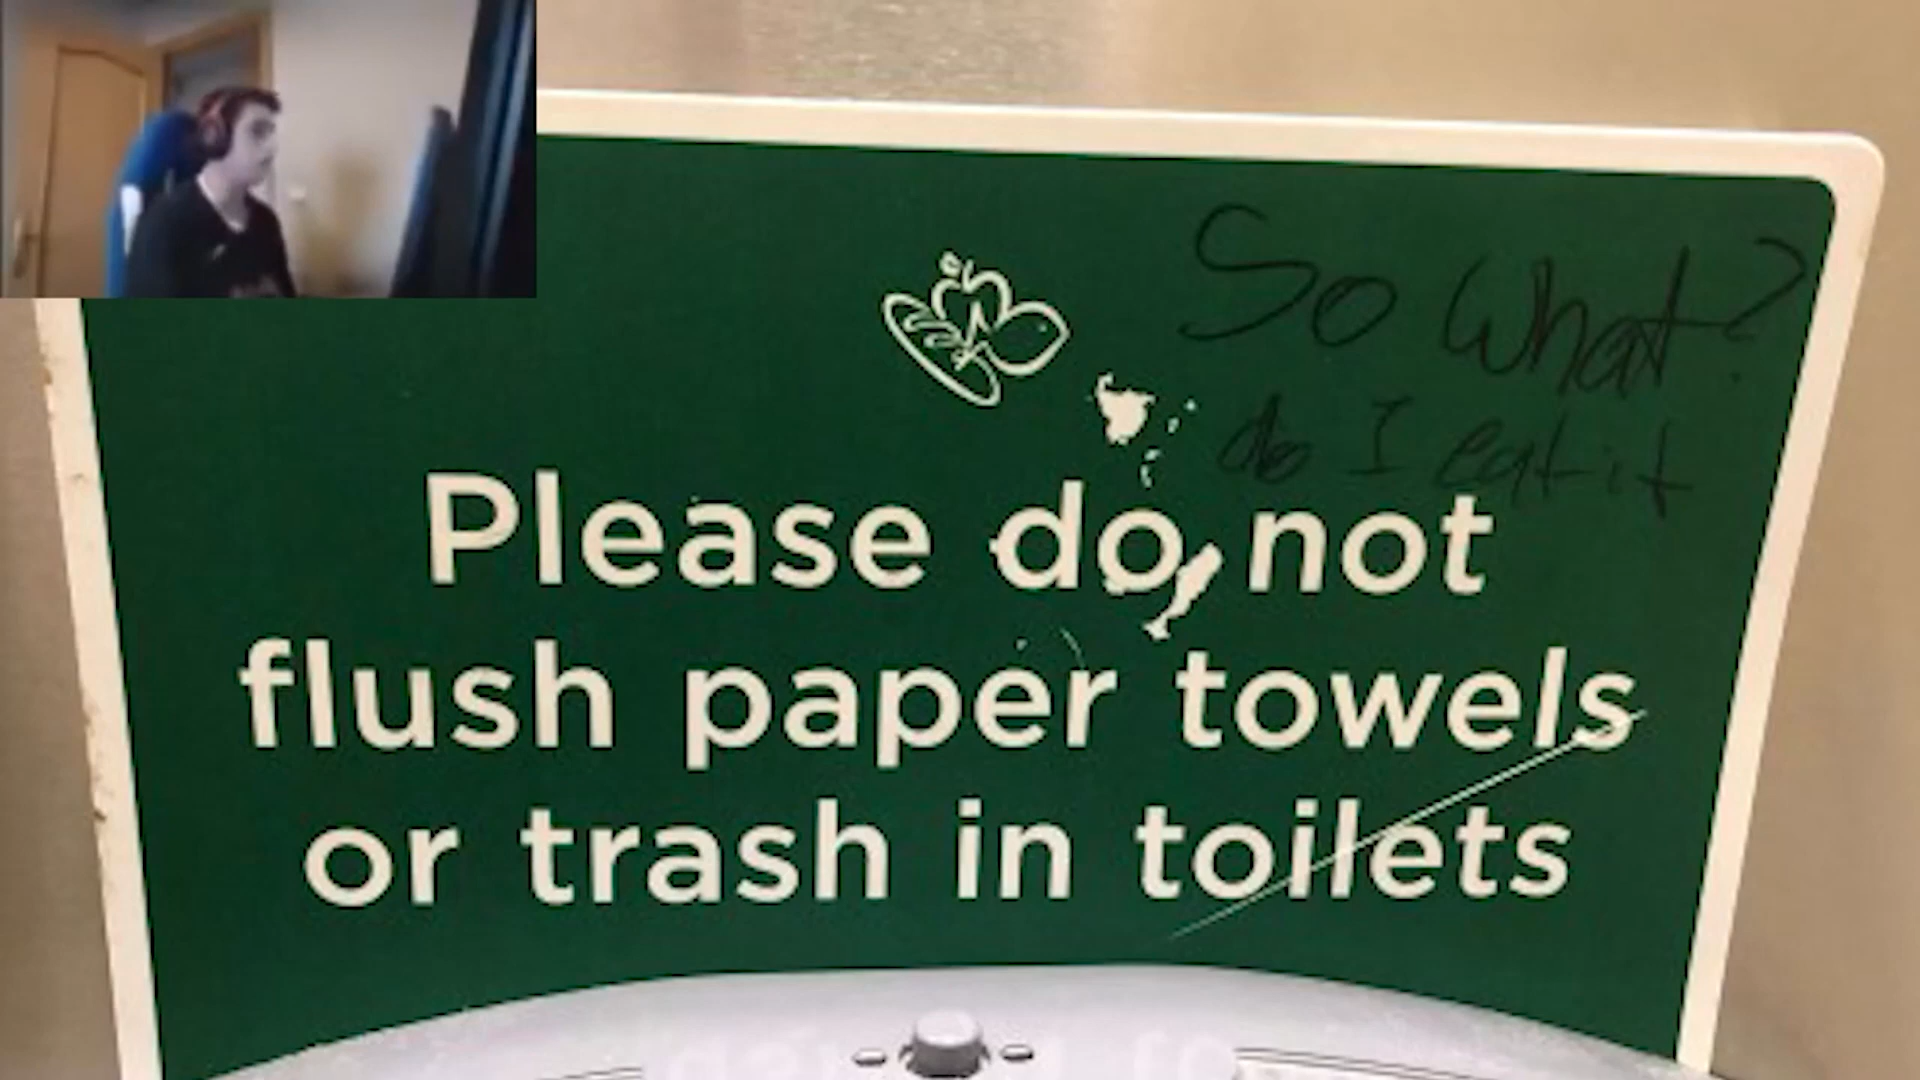 So What?
do I eat it
Please do not
flush paper towels
or trash in toilets